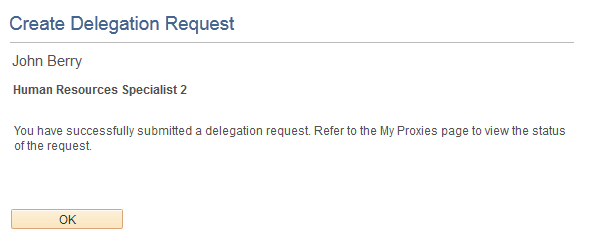 Create Delegation Request
John Berry
Human Resources Specialist 2
You have successfully submitted a delegation request. Refer to the My Proxies page to view the status
of the request.
OK